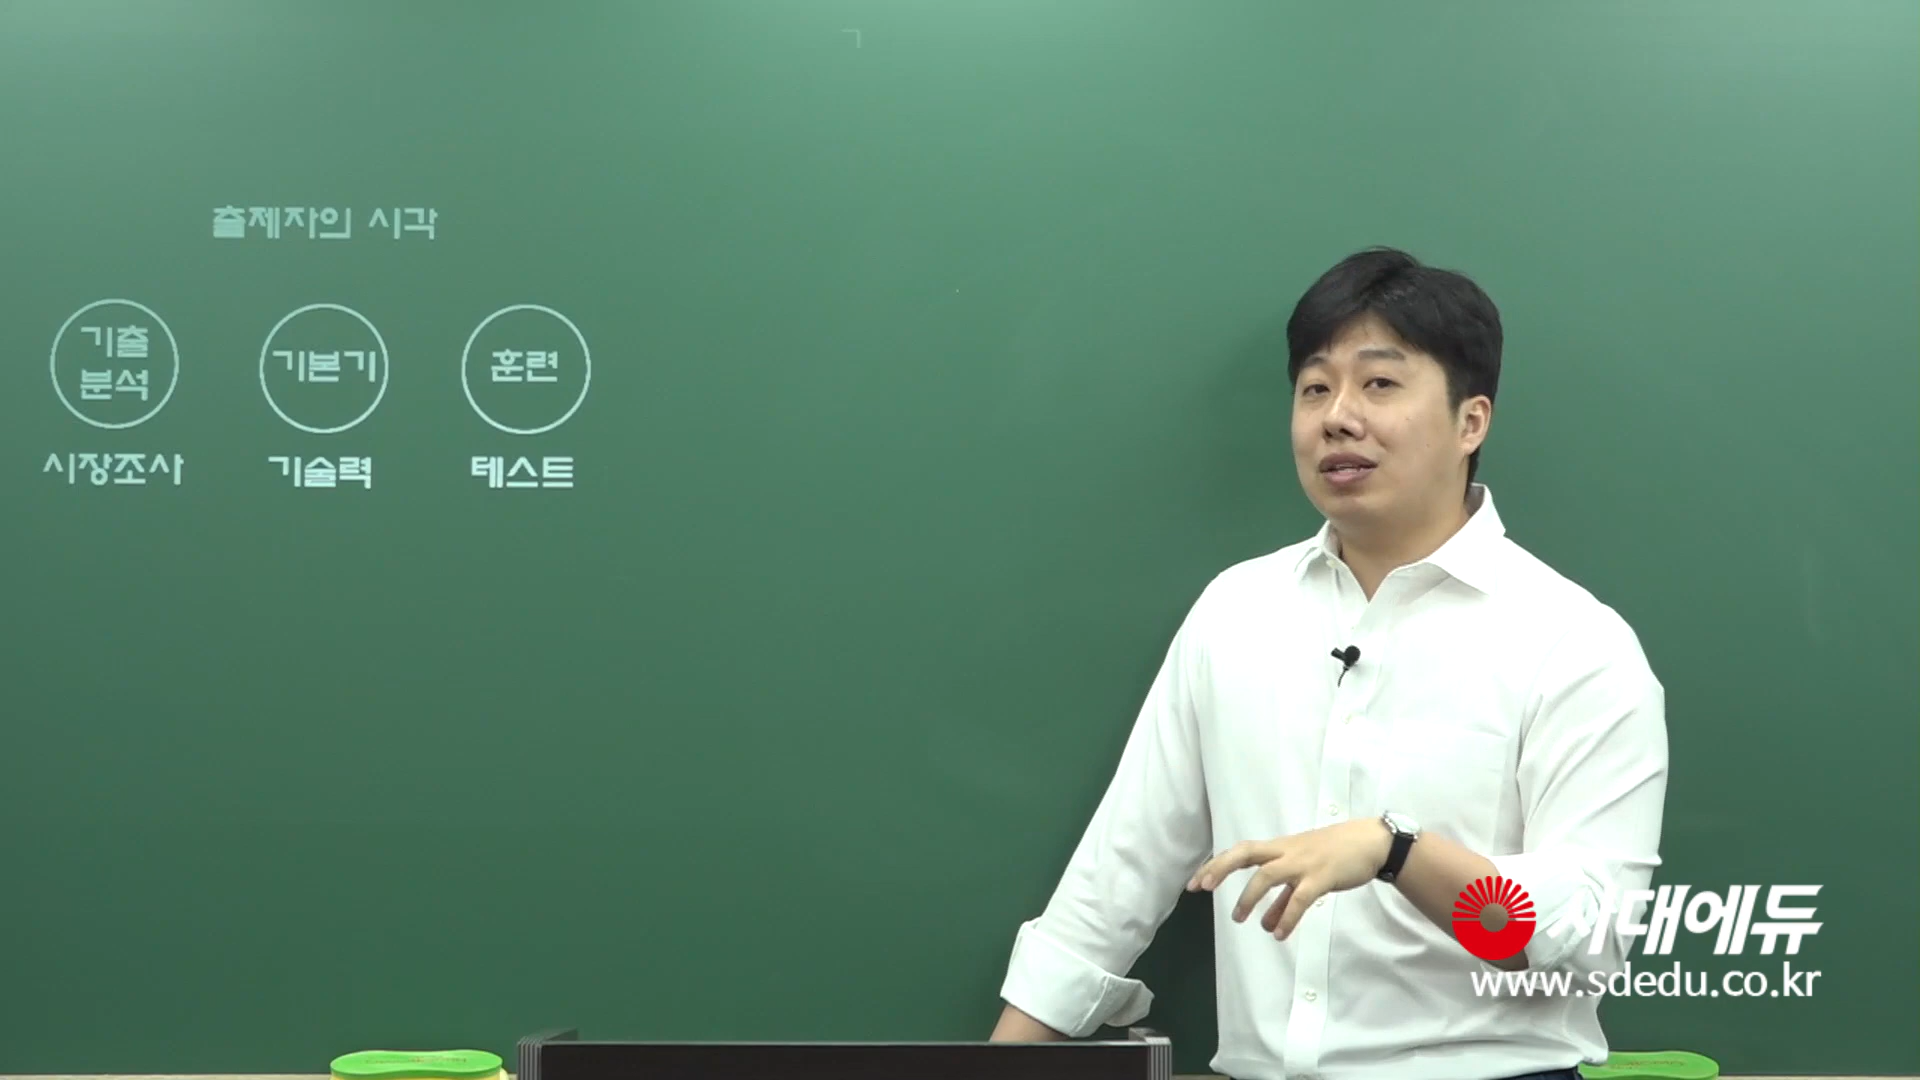 출제자의 시각
기출
분석
기본기
훈련
시장조사
기술력
테스트
시대에듀
www.sdedu.co.kr